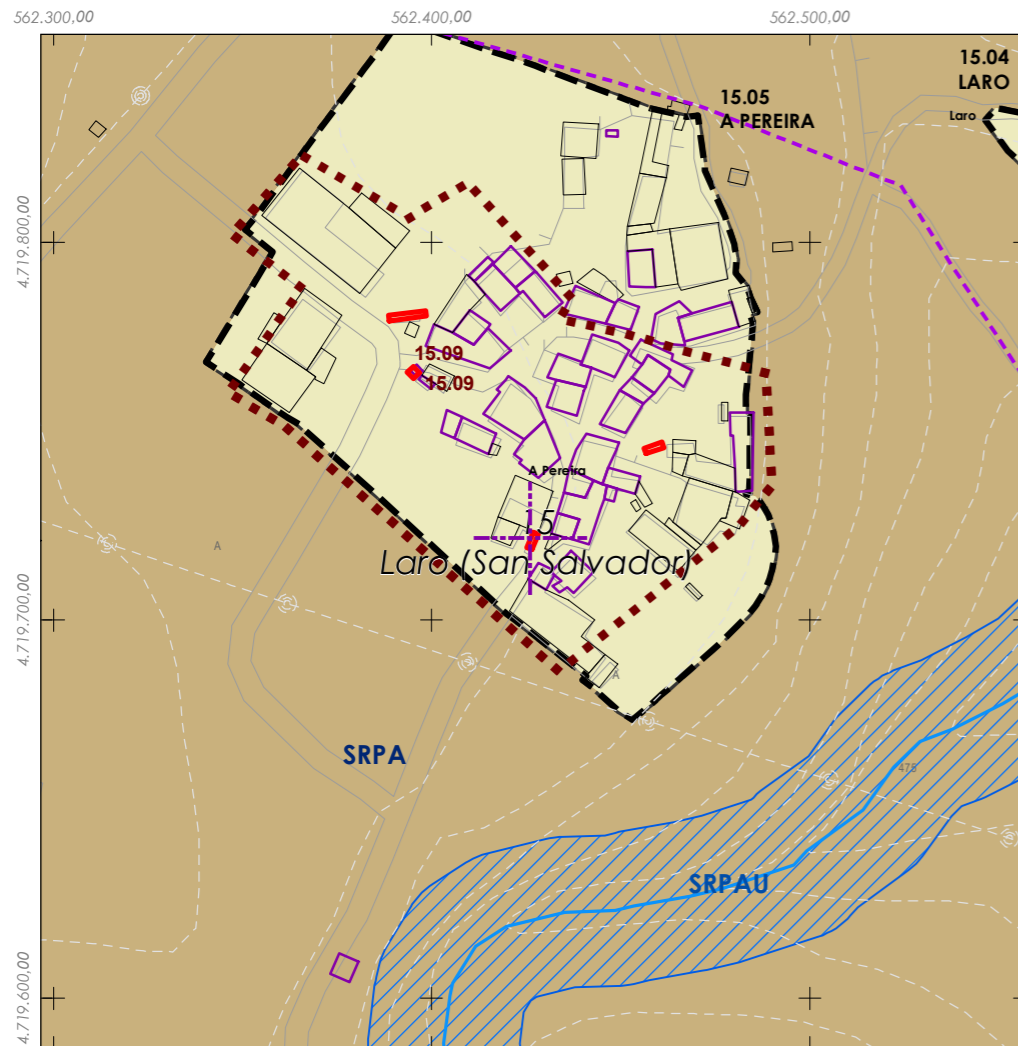 562.300,00
562.400,00
562.500,00
15.04
LARO
15.05
A PEREIRA
Laro
4.719.800,00
15.09
15.09
A Pereira
15
Laro (San Salvador)
A
4.719.700,00
A
SRPA
475
SRPAU
4.719.600,00